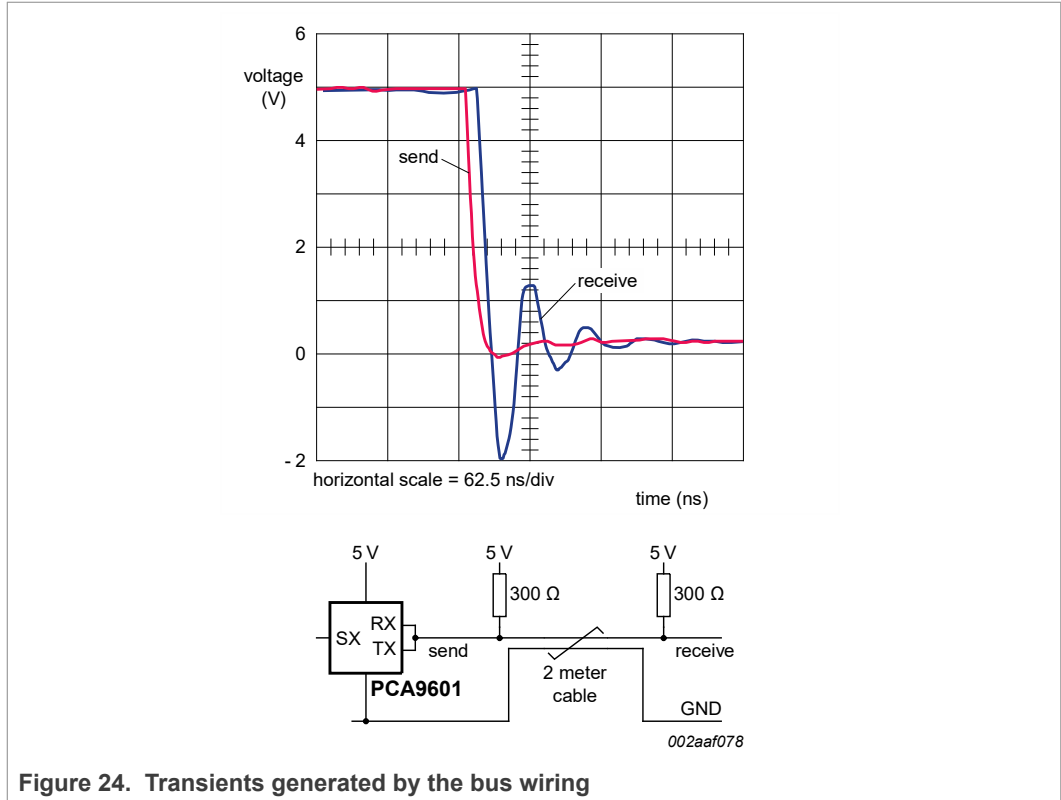 6
voltage
(V)
4
send
2
receive
0
- 2
horizontal scale = 62.5 ns/div
time (ns)
5 V
5 V
5 V
300 Ω
300 Ω
RX
SX
TX
send
receive
2 meter
cable
PCA9601
GND
002aaf078
Figure 24. Transients generated by the bus wiring